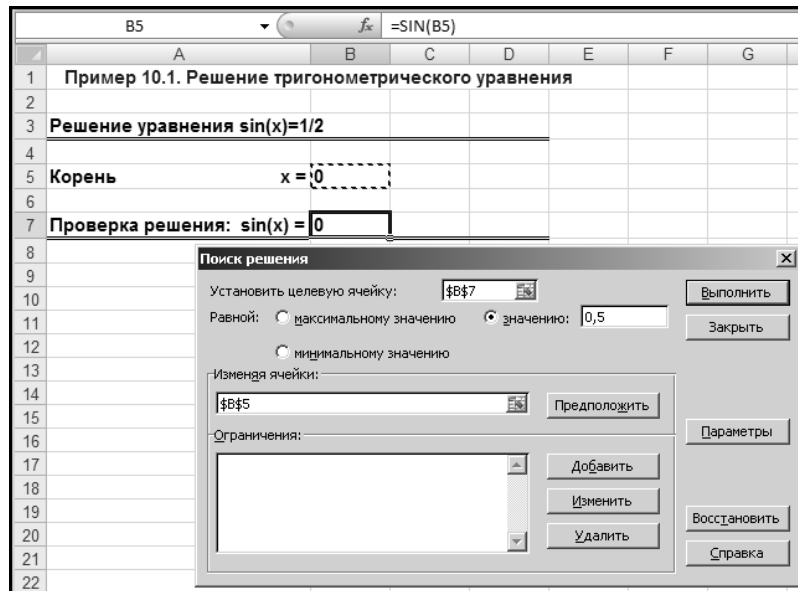 B5 fx =SIN(B5)
A B C D E F G
1 Пример 10.1. Решение тригонометрического уравнения
2
3 Решение уравнения sin(x)=1/2
4
5 Корень x = 0
6
7 Проверка решения: sin(x) = 0
8
Поиск решения
9
10 Установить целевую ячейку: $B$7 Выполнить
11 Равной: максимальному значению значению: 0,5 Закрыть
12 минимальному значению
13 Изменяя ячейки:
14 $B$5 Предположить
15 Параметры
16 Ограничения:
17 Добавить
18 Изменить
19 Восстановить
20 Удалить
21 Справка
22